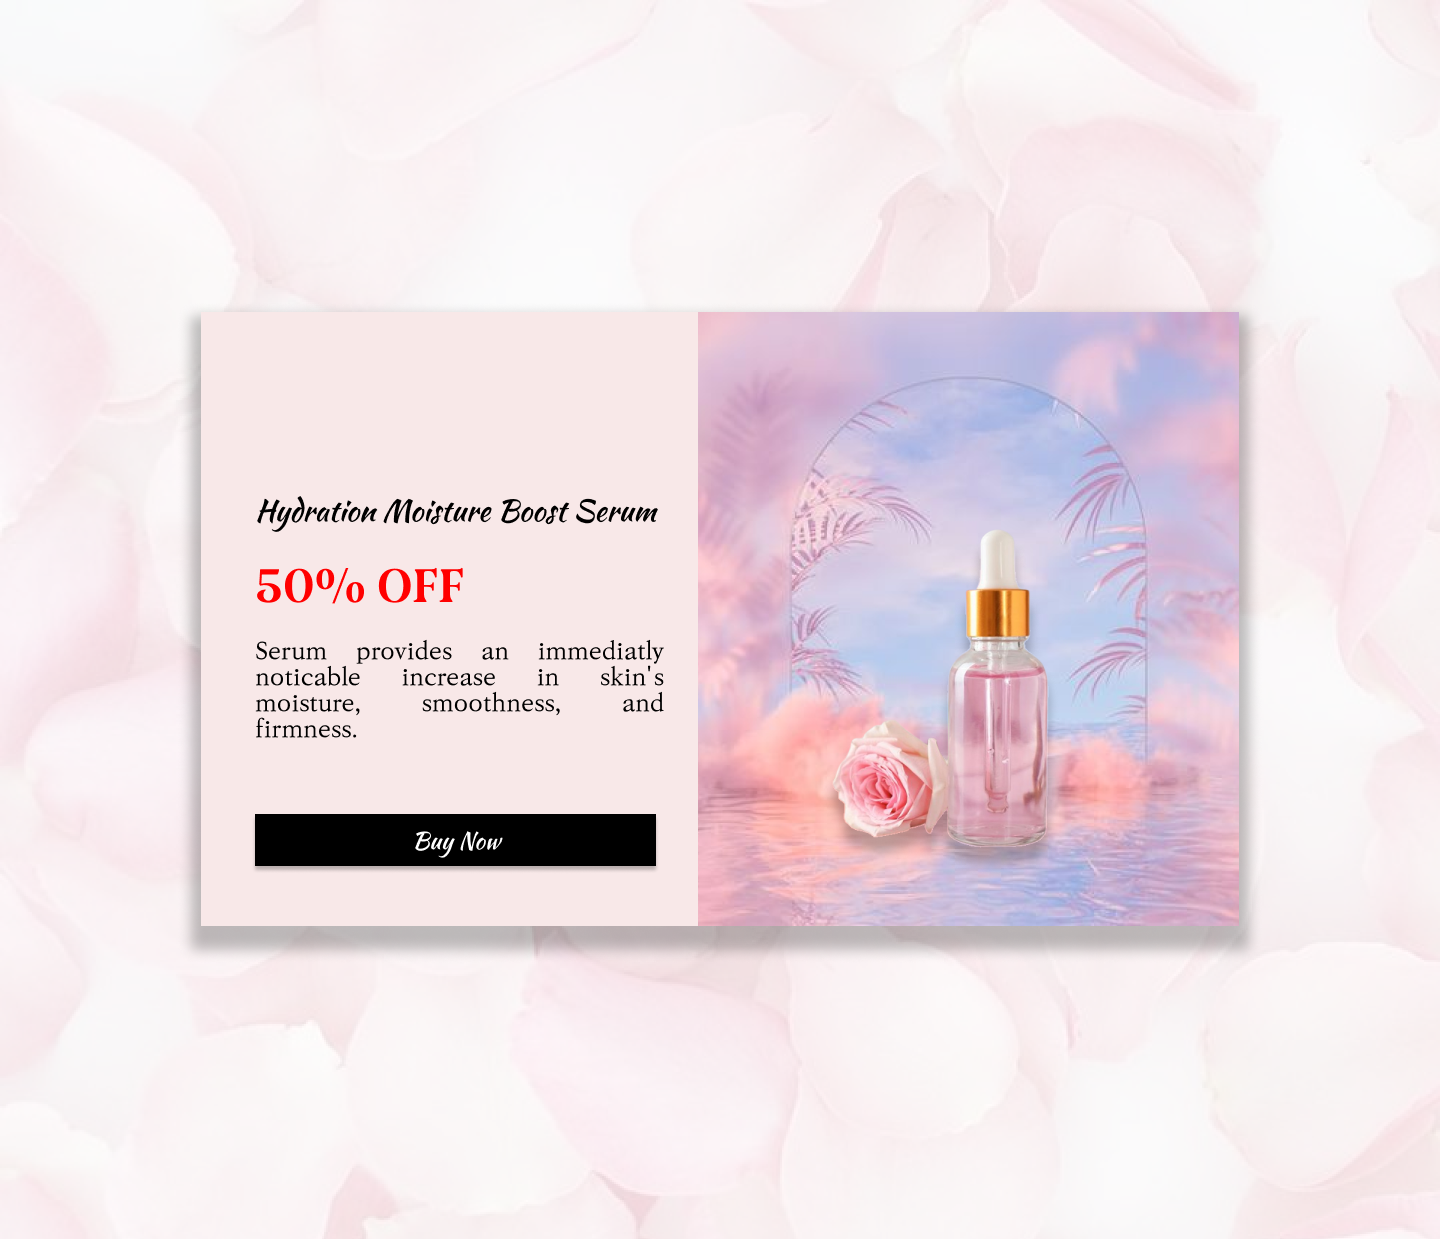 Hydration Moisture Boost Serum
50% OFF
Serum provides an immediatly
noticable increase in skin's
moisture, smoothness, and
firmness.
Buy Now